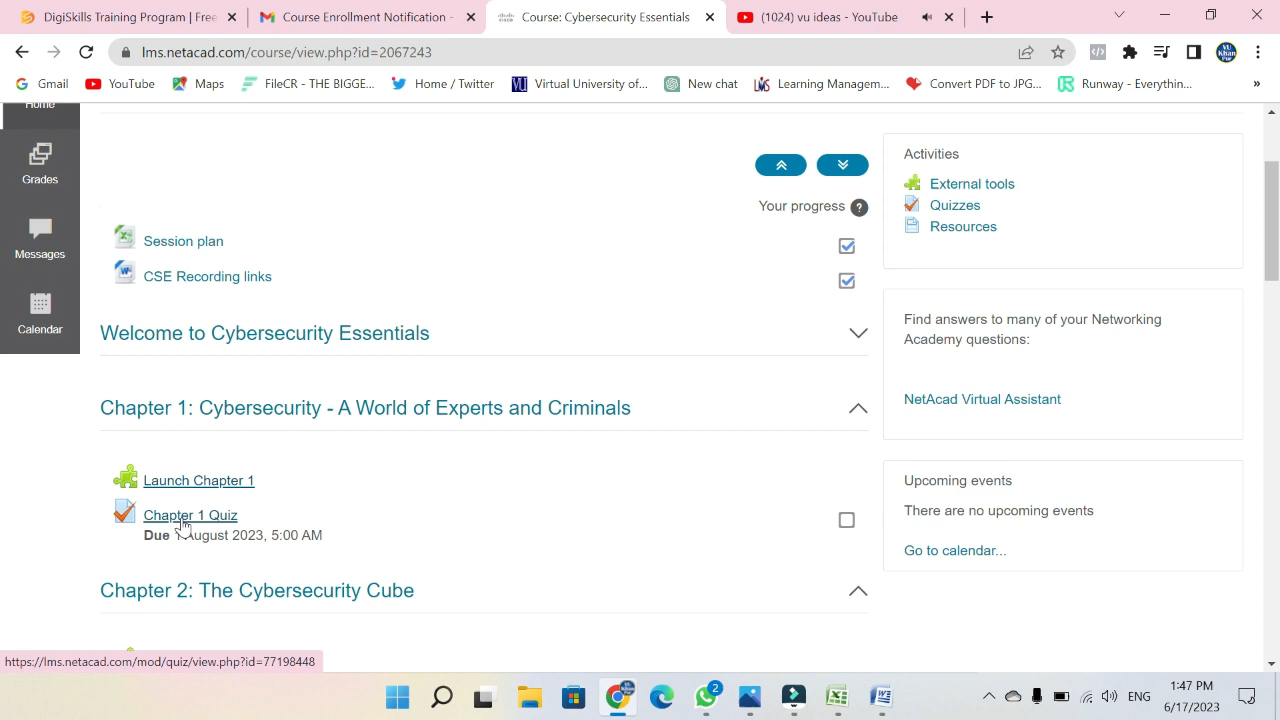 DigiSkills Training Program | Free
Course Enrollment Notification -
Course: Cybersecurity Essentials
(1024) vu ideas - YouTube
lms.netacad.com/course/view.php?id=2067243
VU Khan Pur
Gmail
YouTube
Maps
FileCR - THE BIGGE...
Home / Twitter
Virtual University of...
New chat
Learning Managem...
Convert PDF to JPG...
Runway - Everythin...
»
Home
Grades
Messages
Calendar
Your progress ?
Session plan
CSE Recording links
Welcome to Cybersecurity Essentials
Chapter 1: Cybersecurity - A World of Experts and Criminals
Launch Chapter 1
Chapter 1 Quiz
Due 1 August 2023, 5:00 AM
Chapter 2: The Cybersecurity Cube
Activities
External tools
Quizzes
Resources
Find answers to many of your Networking
Academy questions:
NetAcad Virtual Assistant
Upcoming events
There are no upcoming events
Go to calendar...
https://lms.netacad.com/mod/quiz/view.php?id=77198448
2
ENG
1:47 PM
6/17/2023